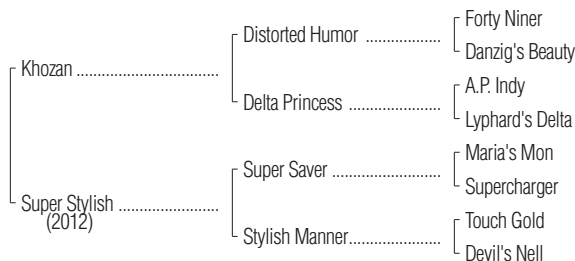 Forty Niner
Distorted Humor ..................
Danzig's Beauty
Khozan ...................................
A.P. Indy
Delta Princess ......................
Lyphard's Delta
Maria's Mon
Super Saver ..........................
Supercharger
Super Stylish .........................
(2012)
Touch Gold
Stylish Manner......................
Devil's Nell